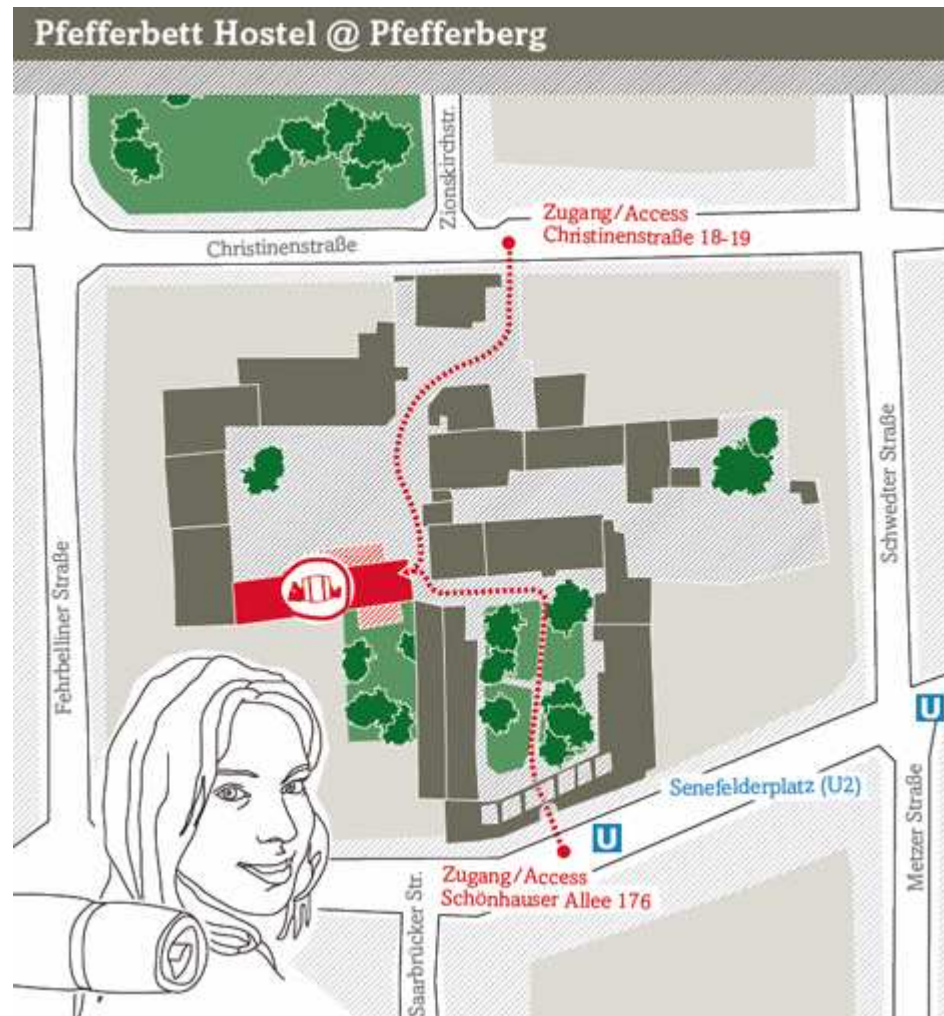 Pfefferbett Hostel @ Pfefferberg
Zionskirchstr.
Zugang/Access
Christinenstraße 18-19
Christinenstraße
Schwedter Straße
Fehrbelliner Straße
U
Senefelderplatz (U2)
U
Metzer Straße
Zugang/Access
Schönhauser Allee 176
Saarbrücker Str.